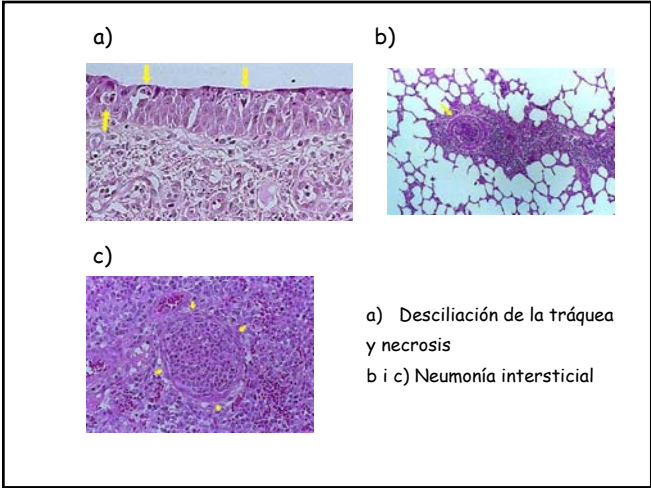 a)
b)
c)
a) Desciliación de la tráquea
y necrosis
b i c) Neumonía intersticial